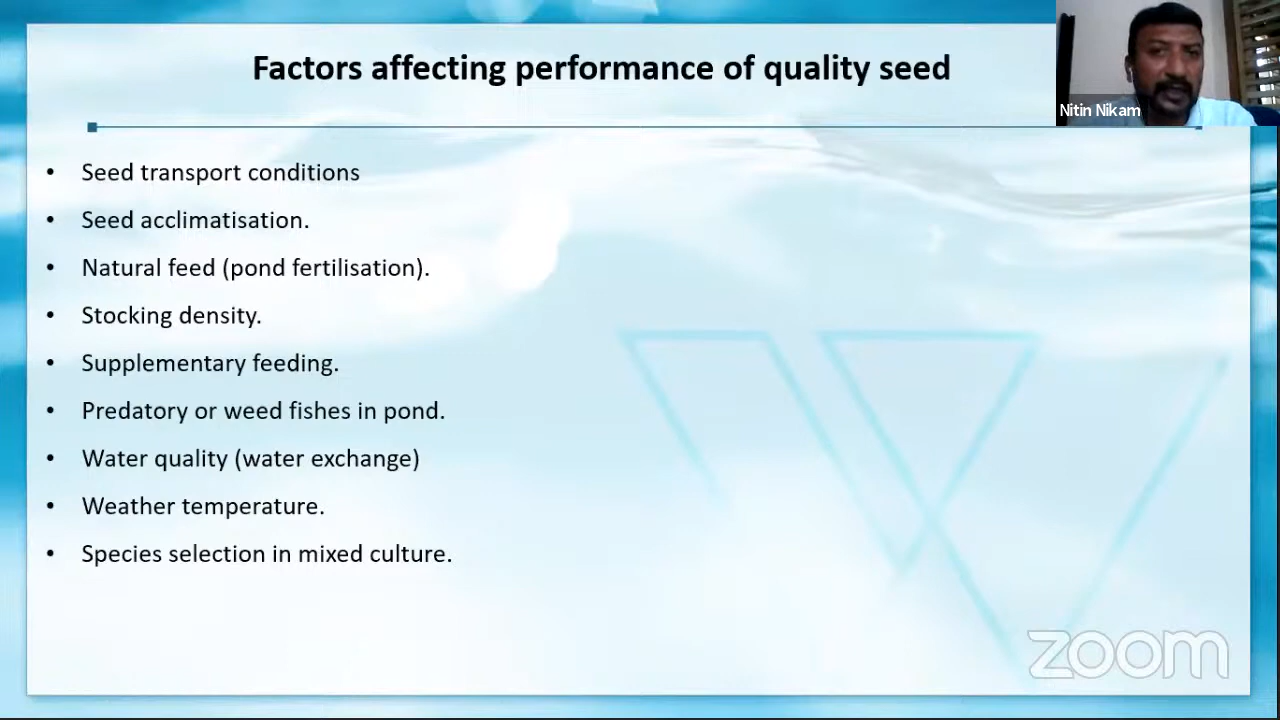 Factors affecting performance of quality seed
Nitin Nikam
• Seed transport conditions
• Seed acclimatisation.
• Natural feed (pond fertilisation).
• Stocking density.
• Supplementary feeding.
• Predatory or weed fishes in pond.
• Water quality (water exchange)
• Weather temperature.
• Species selection in mixed culture.
zoom